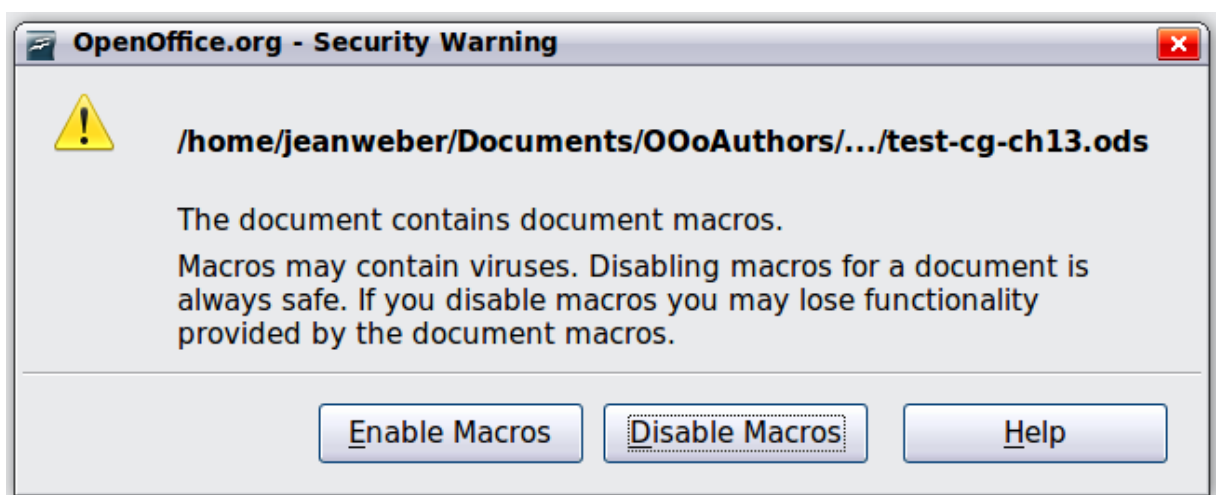 OpenOffice.org - Security Warning
/home/jeanweber/Documents/OOoAuthors/.../test-cg-ch13.ods
The document contains document macros.
Macros may contain viruses. Disabling macros for a document is
always safe. If you disable macros you may lose functionality
provided by the document macros.
Enable Macros Disable Macros Help